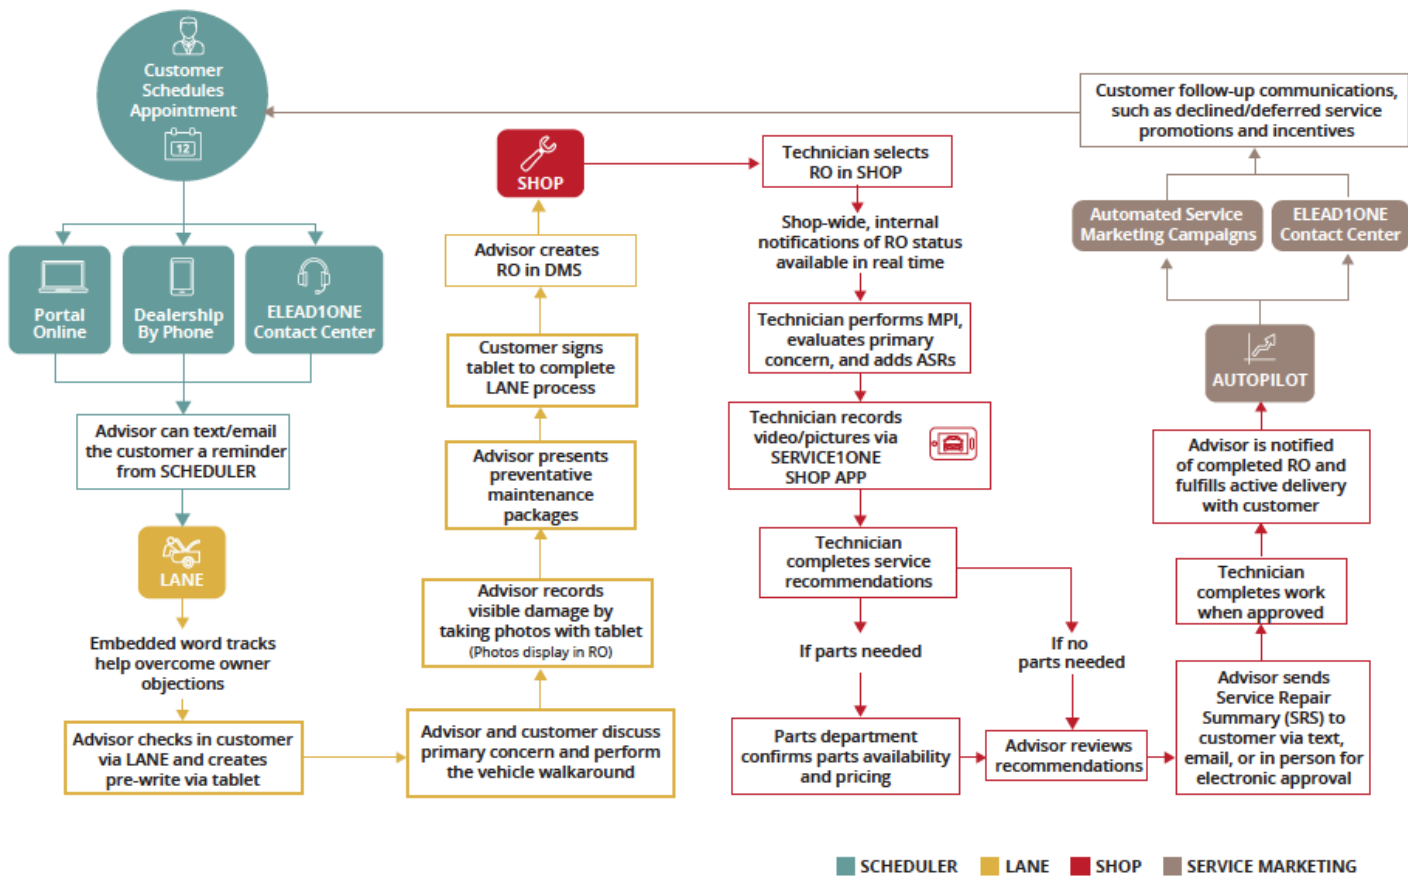 Customer
Schedules
Appointment
12
Portal
Online
Dealership
By Phone
ELEAD1ONE
Contact Center
Advisor can text/email
the customer a reminder
from SCHEDULER
LANE
Embedded word tracks
help overcome owner
objections
Advisor checks in customer
via LANE and creates
pre-write via tablet
Advisor and customer discuss
primary concern and perform
the vehicle walkaround
Advisor records
visible damage by
taking photos with tablet
(Photos display in RO)
Advisor presents
preventative
maintenance
packages
Customer signs
tablet to complete
LANE process
Advisor creates
RO in DMS
SHOP
Technician selects
RO in SHOP
Shop-wide, internal
notifications of RO status
available in real time
Technician performs MPI,
evaluates primary
concern, and adds ASRs
Technician records
video/pictures via
SERVICE1ONE
SHOP APP
Technician
completes service
recommendations
If parts needed
If no
parts needed
Parts department
confirms parts availability
and pricing
Advisor reviews
recommendations
Advisor sends
Service Repair
Summary (SRS) to
customer via text,
email, or in person for
electronic approval
Technician
completes work
when approved
Advisor is notified
of completed RO and
fulfills active delivery
with customer
AUTOPILOT
Automated Service
Marketing Campaigns
ELEAD1ONE
Contact Center
Customer follow-up communications,
such as declined/deferred service
promotions and incentives
SCHEDULER
LANE
SHOP
SERVICE MARKETING